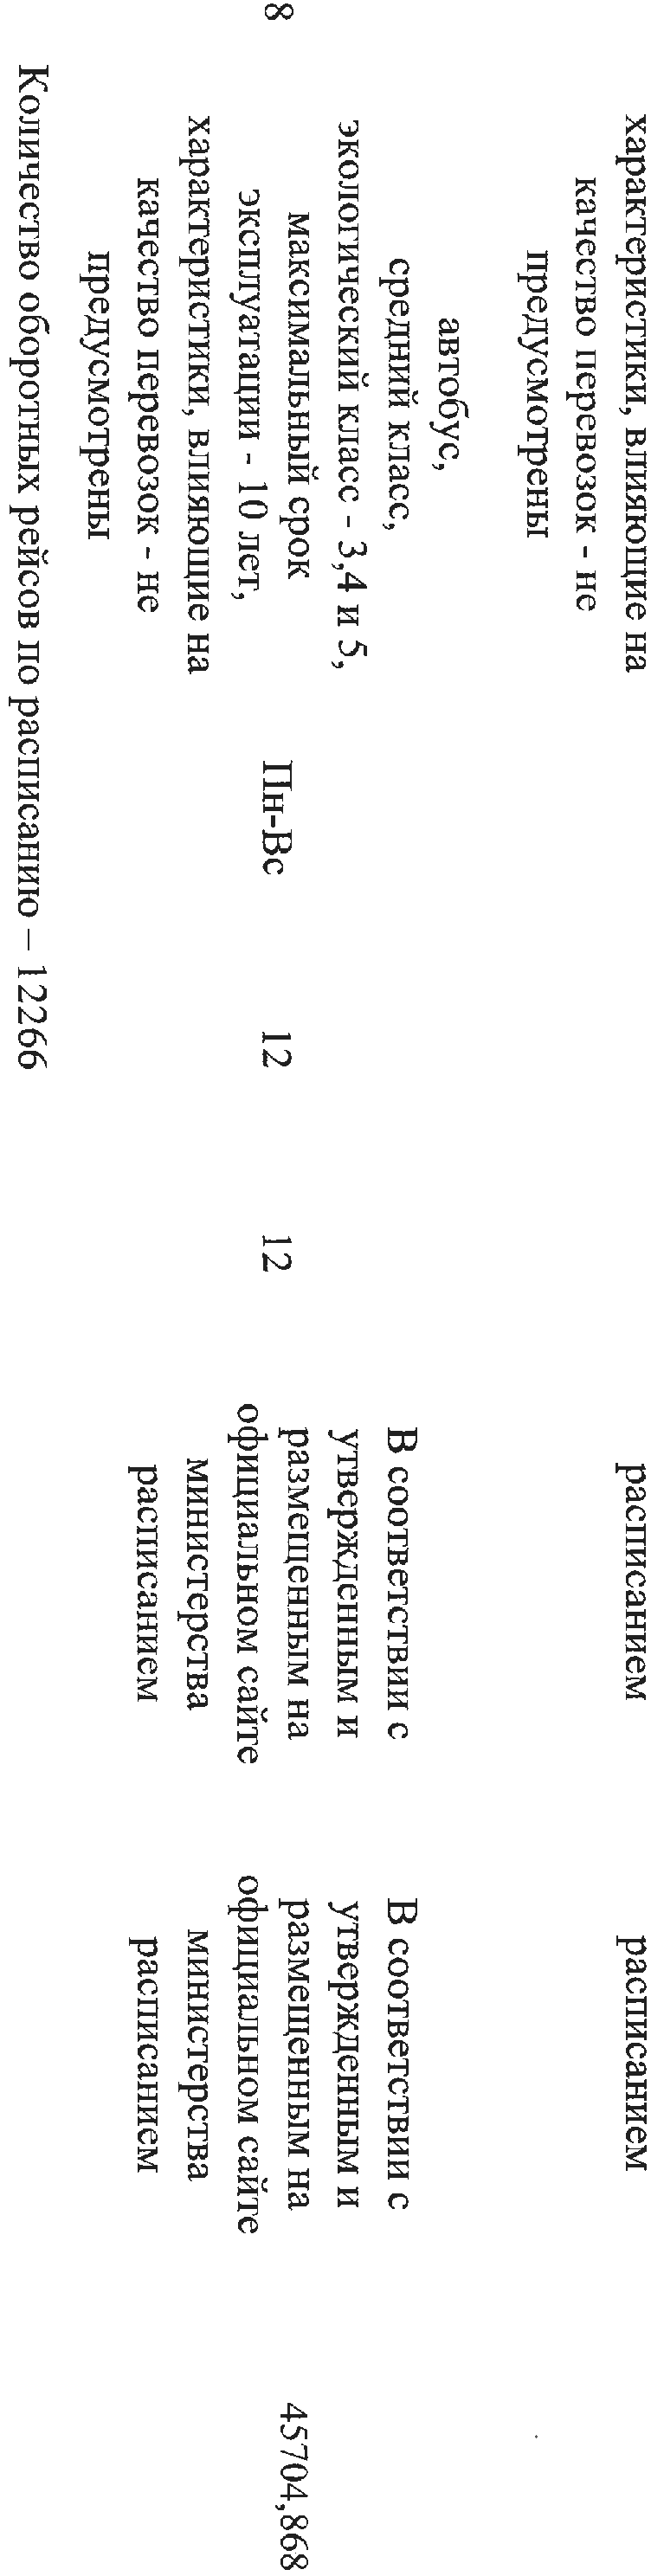 характеристики, влияющие на
качество перевозок - не
предусмотрены
расписанием
расписанием
8
автобус,
средний класс,
экологический класс - 3,4 и 5,
максимальный срок
эксплуатации - 10 лет,
характеристики, влияющие на
качество перевозок - не
предусмотрены
Пн-Вс
12
12
В соответствии с
утвержденным и
размещенным на
официальном сайте
министерства
расписанием
В соответствии с
утвержденным и
размещенным на
официальном сайте
министерства
расписанием
45704,868
Количество оборотных рейсов по расписанию – 12266